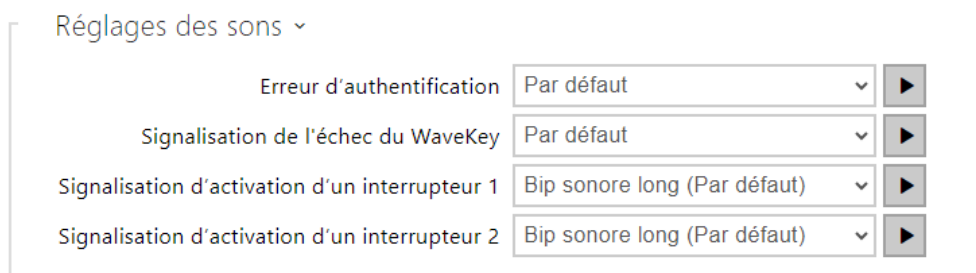 Réglages des sons
Erreur d'authentification Par défaut
Signalisation de l'échec du WaveKey Par défaut
Signalisation d'activation d'un interrupteur 1 Bip sonore long (Par défaut)
Signalisation d'activation d'un interrupteur 2 Bip sonore long (Par défaut)